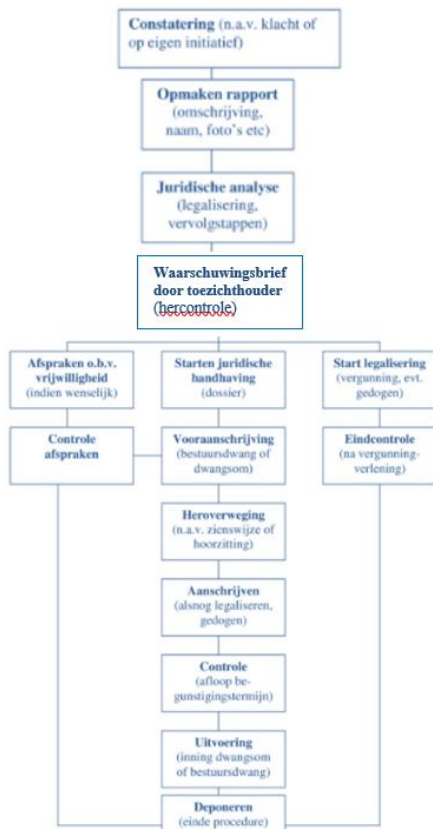 Constatering (n.a.v. klacht of
op eigen initiatief)
Opmaken rapport
(omschrijving,
naam, foto's etc)
Juridische analyse
(legalisering,
vervolgstappen)
Waarschuwingsbrief
door toezichthouder
(hercontrole)
Afspraken o.b.v.
vrijwilligheid
(indien wenselijk)
Starten juridische
handhaving
(dossier)
Start legalisering
(vergunning, evt.
gedogen)
Controle
afspraken
Vooraanschrijving
(bestuursdwang of
dwangsom)
Eindcontrole
(na vergunning-
verlening)
Heroverweging
(n.a.v. zienswijze of
hoorzitting)
Aanschrijven
(alsnog legaliseren,
gedogen)
Controle
(afloop be-
gunstigingstermijn)
Uitvoering
(inning dwangsom
of bestuursdwang)
Deponeren
(einde procedure)